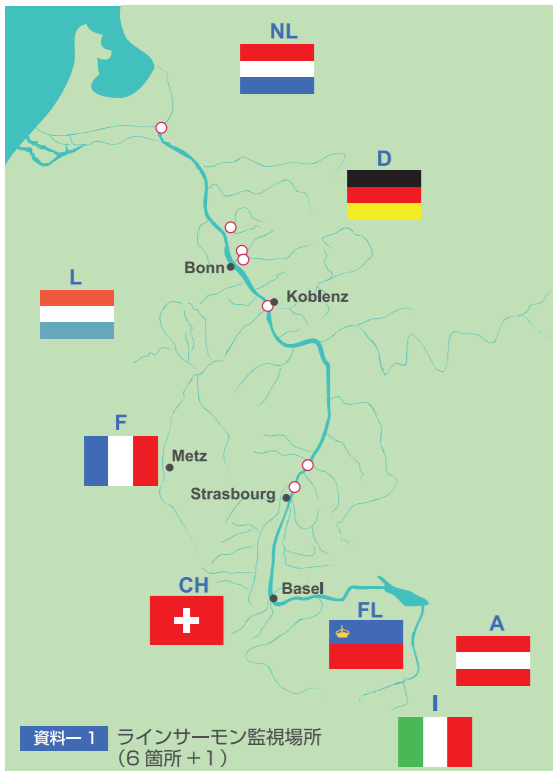 NL
D
Bonn
Koblenz
L
F
Metz
Strasbourg
CH
Basel
FL
A
I
資料ー1 ラインサーモン監視場所
（6箇所+1）